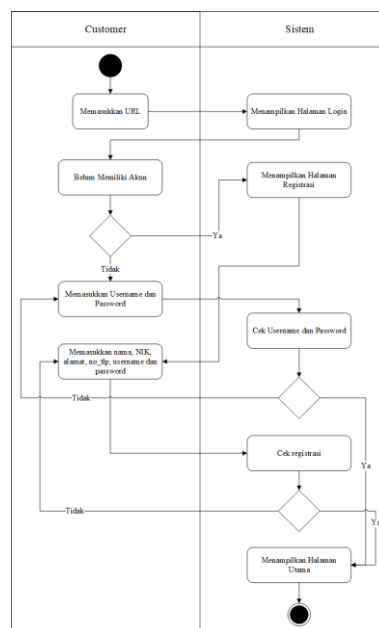 Customer
Sistem
Memasukkan URL
Menampilkan Halaman Login
Belum Memiliki Akun
Menampilkan Halaman
Registrasi
Ya
Tidak
Memasukkan Username dan
Password
Cek Username dan Password
Memasukkan nama, NIK,
alamat, no_tlp, username dan
password
Tidak
Ya
Cek registrasi
Tidak
Ya
Menampilkan Halaman
Utama